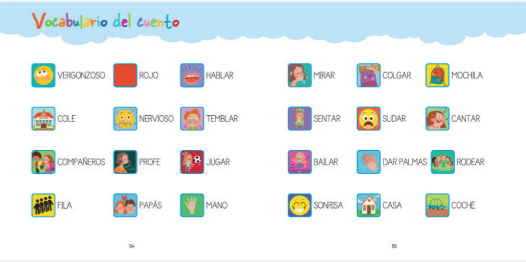 Vocabulario del cuento
VERGONZOSO ROJO HABLAR
COLE NERVIOSO TEMBLAR
COMPAÑEROS PROFE JUGAR
FILA PAPÁS MANO
54
MIRAR COLGAR MOCHILA
SENTAR SUDAR CANTAR
BAILAR DAR PALMAS RODEAR
SONRISA CASA COCHE
55